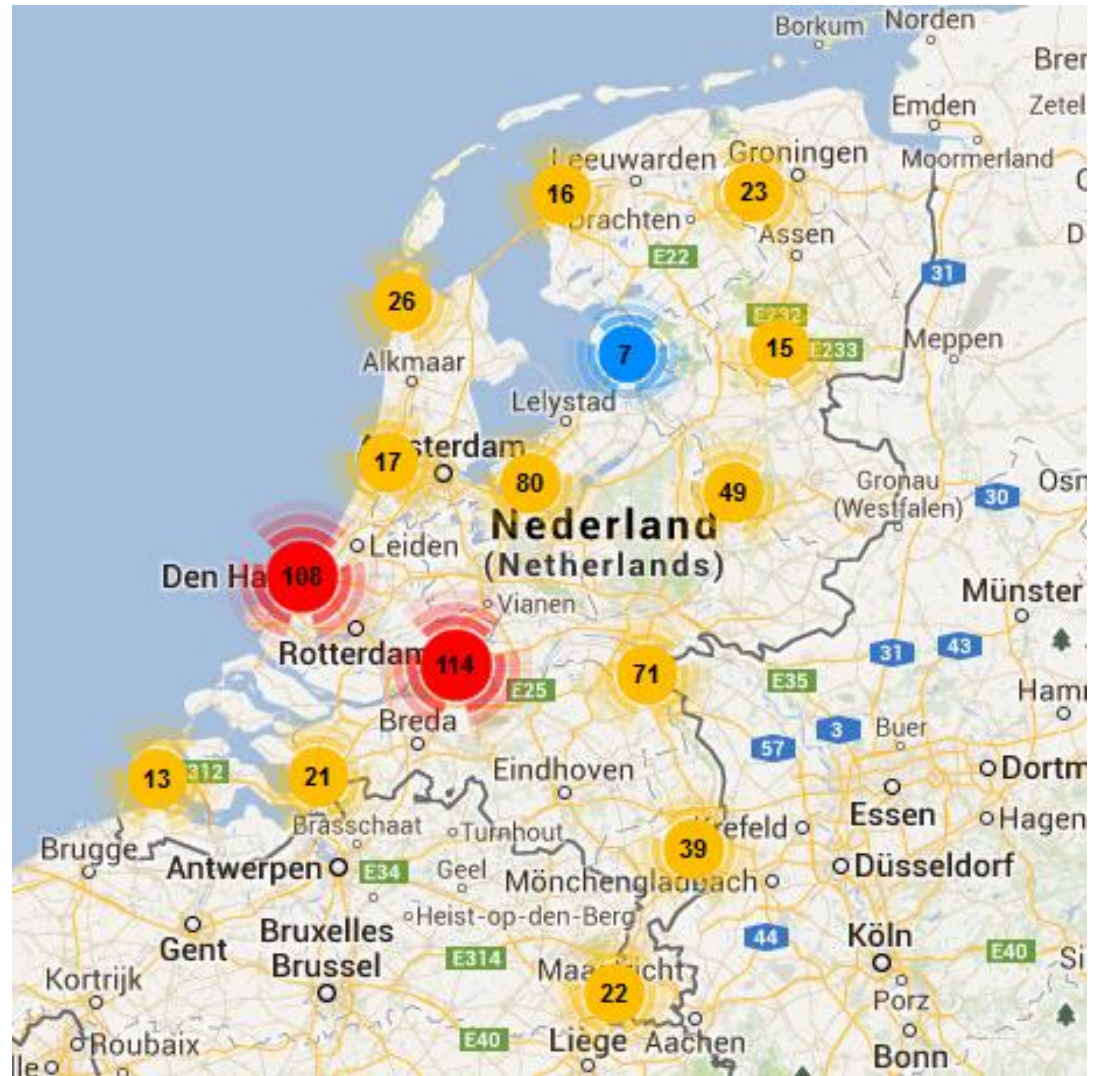 Borkum
Norden
Emden
Moormerland
16
Leeuwarden
Groningen
23
Drachten
Assen
E22
31
26
E232
Alkmaar
7
15
E233
Meppen
Lelystad
17
Amsterdam
80
49
Gronau
(Westfalen)
30
Nederland
(Netherlands)
Leiden
Den Ha
108
Vianen
Münster
Rotterdam
114
71
31
43
E25
E35
Breda
57
3
Buer
13
312
21
Eindhoven
Essen
Brasschaat
Turnhout
39
Krefeld
Hagen
Brugge
Antwerpen
E34
Geel
Mönchengladbach
Düsseldorf
Gent
Bruxelles
Brussel
Heist-op-den-Berg
44
Köln
E40
Kortrijk
E314
Maastricht
22
Porz
Roubaix
E40
Liège
Aachen
Bonn